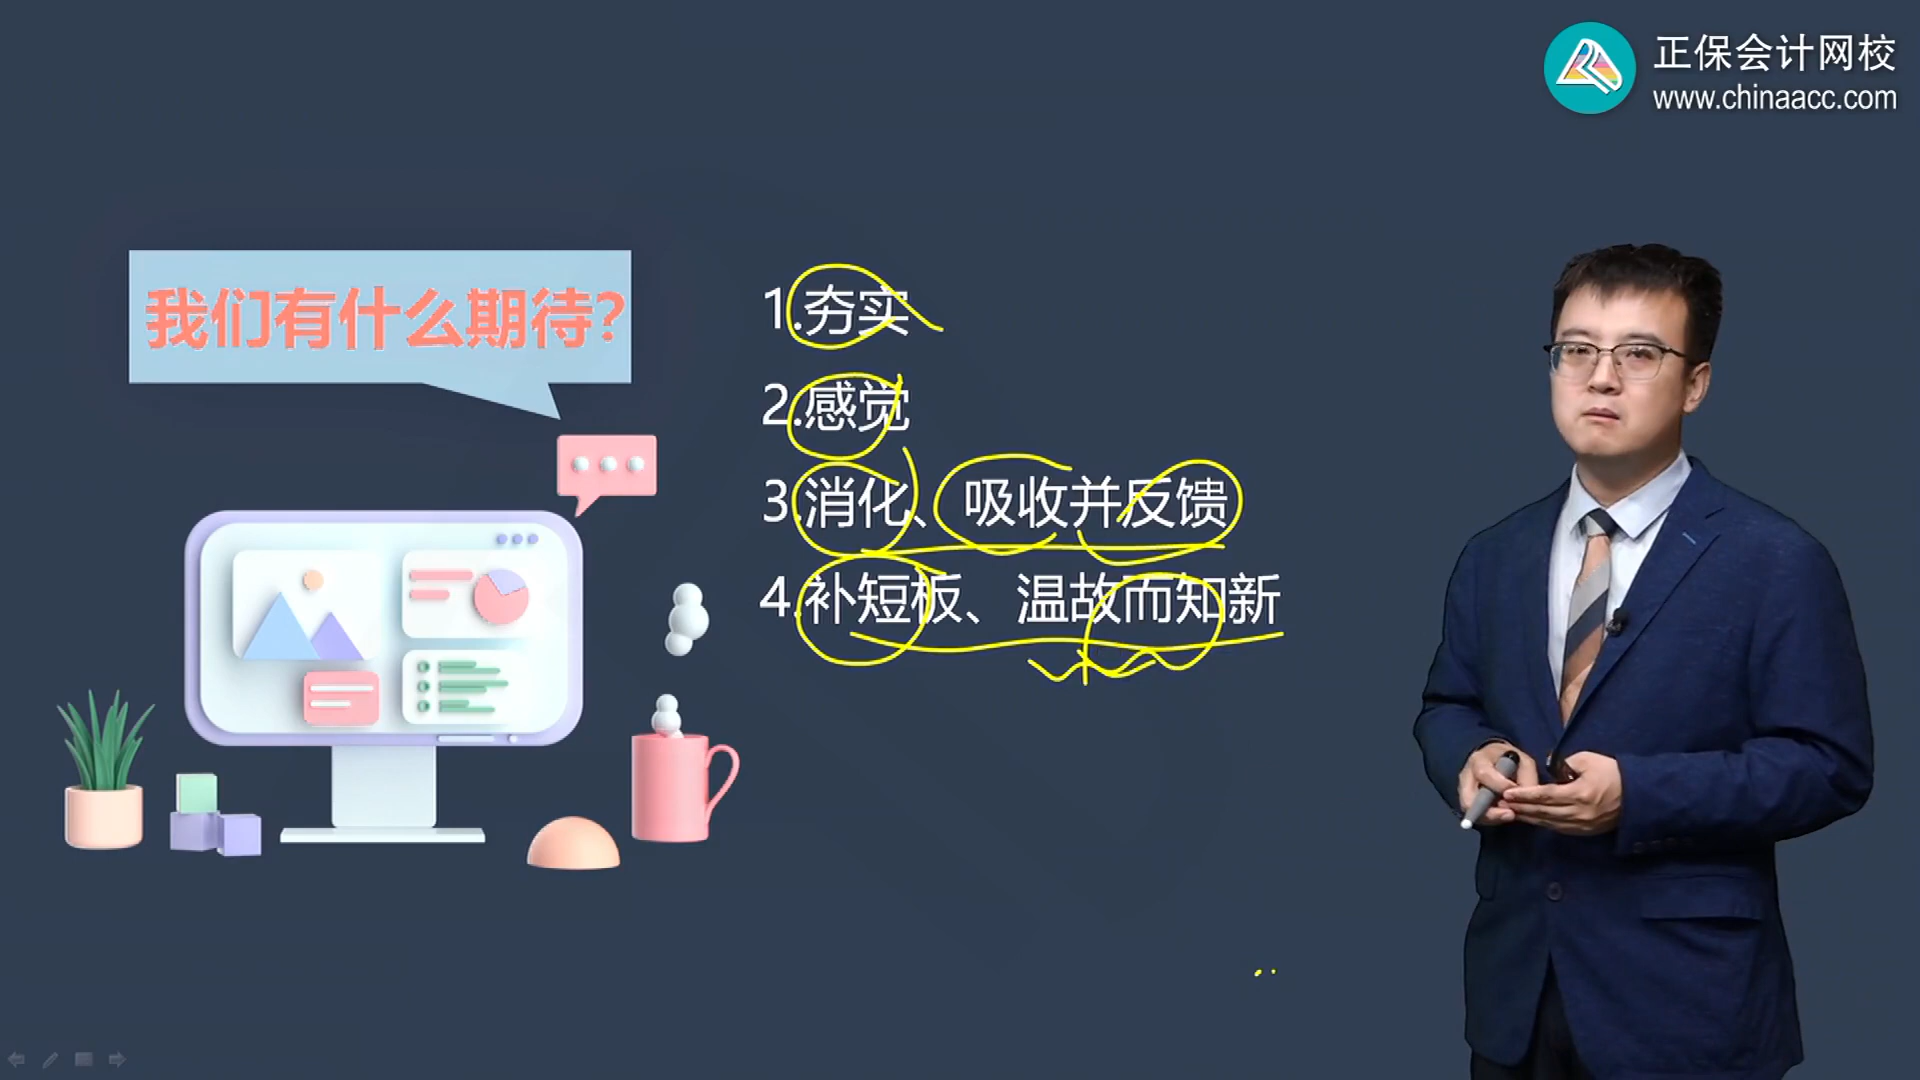 正保会计网校
www.chinaacc.com
我们有什么期待?
1.夯实
2.感觉
3.消化、吸收并反馈
4.补短板、温故而知新